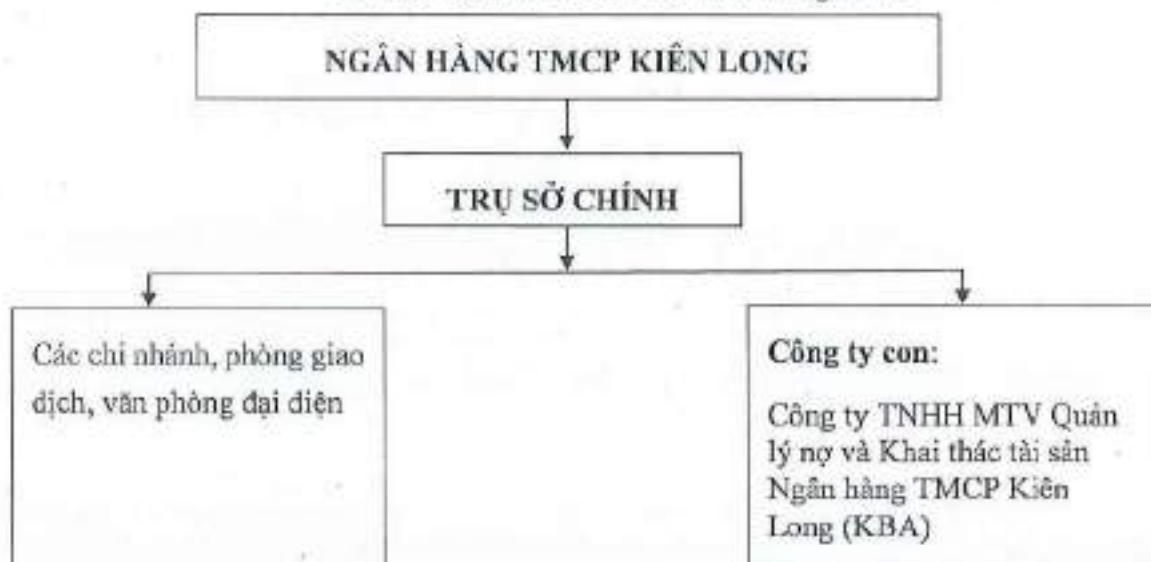 NGÂN HÀNG TMCP KIÊN LONG
TRỤ SỞ CHÍNH
Các chi nhánh, phòng giao
dịch, văn phòng đại diện
Công ty con:
Công ty TNHH MTV Quản
lý nợ và Khai thác tài sản
Ngân hàng TMCP Kiên
Long (KBA)